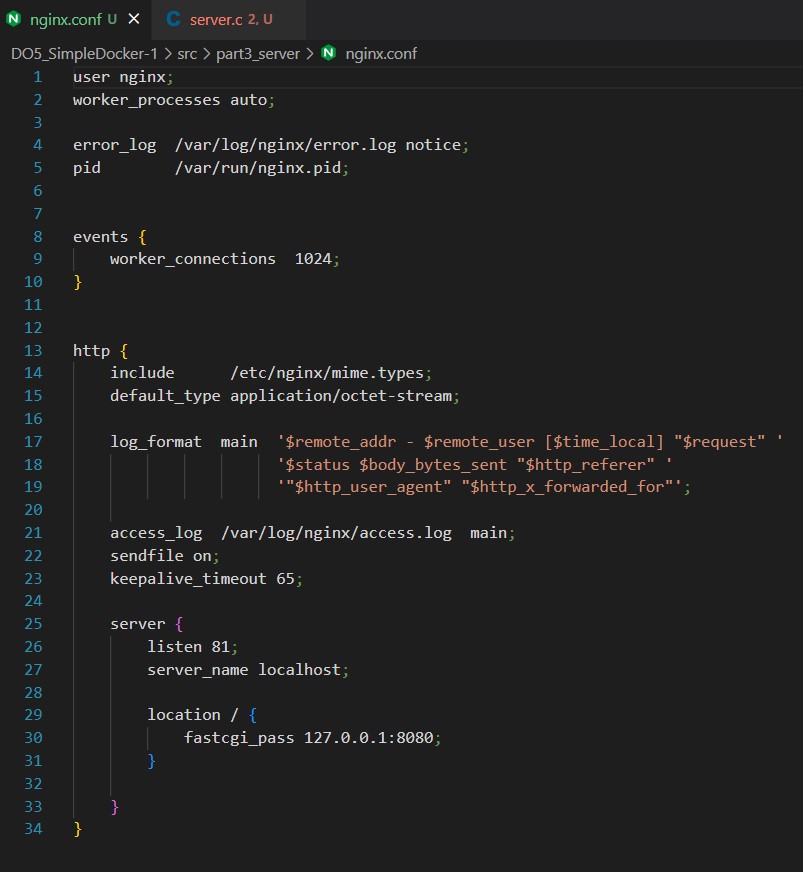 nginx.conf U × C server.c 2, U
DO5_SimpleDocker-1 > src > part3_server > nginx.conf
1 user nginx;
2 worker_processes auto;
3
4 error_log  /var/log/nginx/error.log notice;
5 pid        /var/run/nginx.pid;
6
7
8 events {
9     worker_connections  1024;
10 }
11
12
13 http {
14     include      /etc/nginx/mime.types;
15     default_type application/octet-stream;
16
17     log_format  main  '$remote_addr - $remote_user [$time_local] "$request" '
18                       '$status $body_bytes_sent "$http_referer" '
19                       '"$http_user_agent" "$http_x_forwarded_for"';
20
21     access_log  /var/log/nginx/access.log  main;
22     sendfile on;
23     keepalive_timeout 65;
24
25     server {
26         listen 81;
27         server_name localhost;
28
29         location / {
30             fastcgi_pass 127.0.0.1:8080;
31         }
32
33     }
34 }